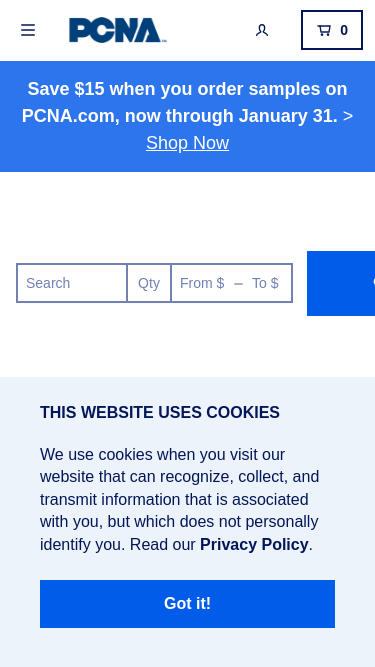 PCNA
0
Save $15 when you order samples on
PCNA.com, now through January 31. >
Shop Now
Search
Qty
From $ – To $
THIS WEBSITE USES COOKIES
We use cookies when you visit our
website that can recognize, collect, and
transmit information that is associated
with you, but which does not personally
identify you. Read our Privacy Policy.
Got it!